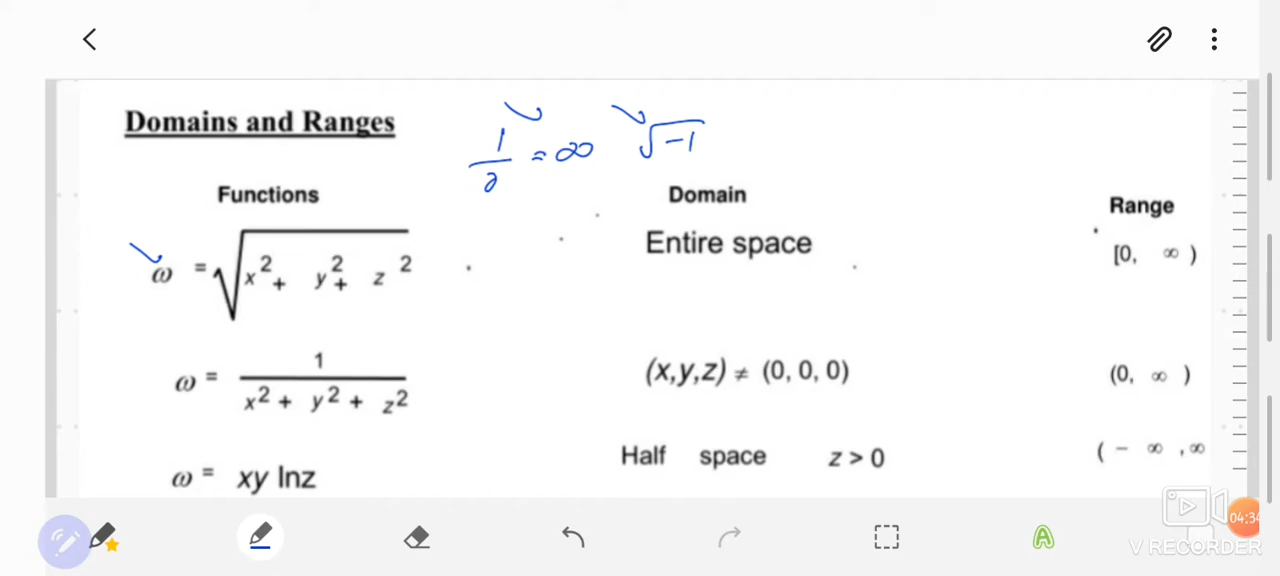 Domains and Ranges
1/2 = ∞ √-1
Functions Domain Range
ω = √x² + y² + z² Entire space [0, ∞ )
ω = 1/x² + y² + z² (x,y,z) ≠ (0, 0, 0) (0, ∞ )
ω = xy lnz Half space z > 0 ( - ∞ , ∞
A
04:34
V RECORDER